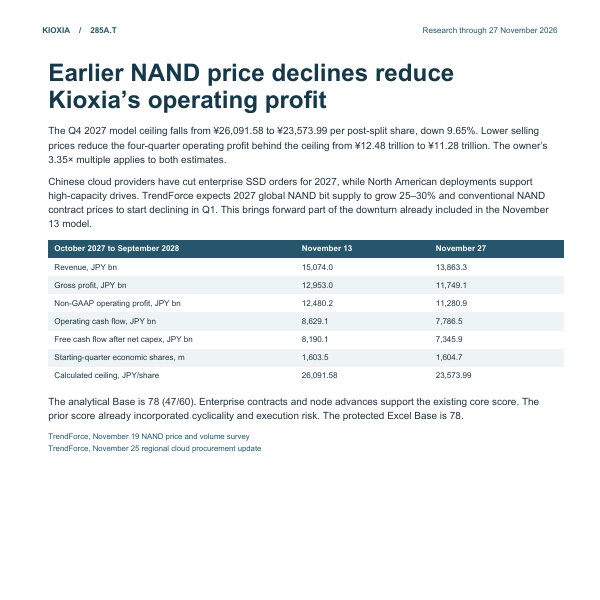 KIOXIA / 285A.T
Research through 27 November 2026
Earlier NAND price declines reduce
Kioxia’s operating profit
The Q4 2027 model ceiling falls from ¥26,091.58 to ¥23,573.99 per post-split share, down 9.65%. Lower selling
prices reduce the four-quarter operating profit behind the ceiling from ¥12.48 trillion to ¥11.28 trillion. The owner’s
3.35× multiple applies to both estimates.
Chinese cloud providers have cut enterprise SSD orders for 2027, while North American deployments support
high-capacity drives. TrendForce expects 2027 global NAND bit supply to grow 25–30% and conventional NAND
contract prices to start declining in Q1. This brings forward part of the downturn already included in the November
13 model.
October 2027 to September 2028 November 13 November 27
Revenue, JPY bn 15,074.0 13,863.3
Gross profit, JPY bn 12,953.0 11,749.1
Non-GAAP operating profit, JPY bn 12,480.2 11,280.9
Operating cash flow, JPY bn 8,629.1 7,786.5
Free cash flow after net capex, JPY bn 8,190.1 7,345.9
Starting-quarter economic shares, m 1,603.5 1,604.7
Calculated ceiling, JPY/share 26,091.58 23,573.99
The analytical Base is 78 (47/60). Enterprise contracts and node advances support the existing core score. The
prior score already incorporated cyclicality and execution risk. The protected Excel Base is 78.
TrendForce, November 19 NAND price and volume survey
TrendForce, November 25 regional cloud procurement update